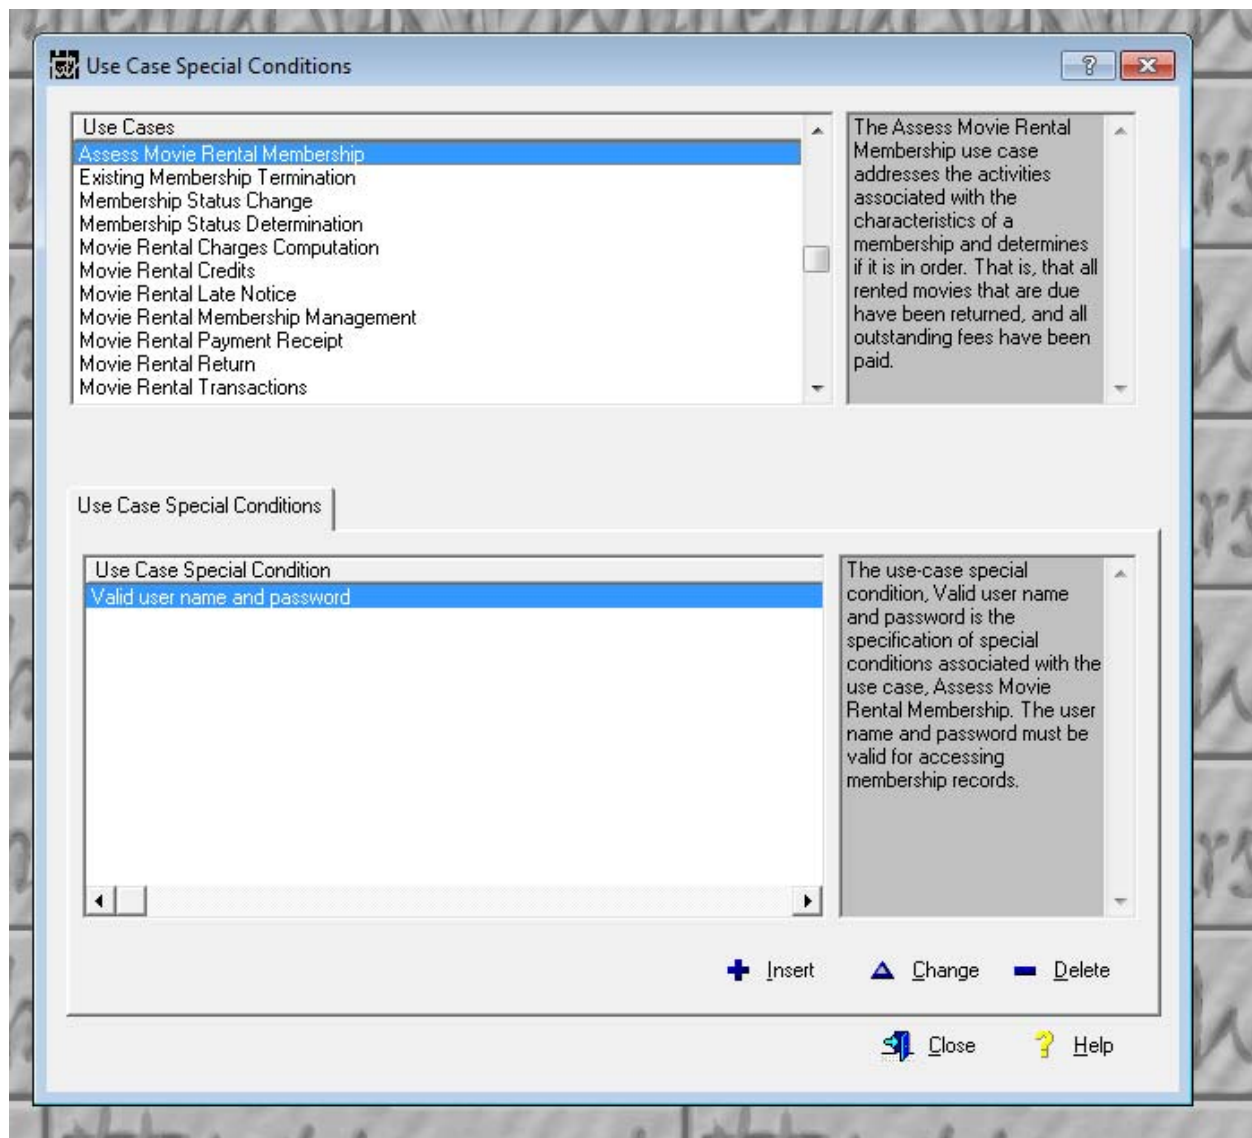 Use Case Special Conditions
Use Cases
Assess Movie Rental Membership
Existing Membership Termination
Membership Status Change
Membership Status Determination
Movie Rental Charges Computation
Movie Rental Credits
Movie Rental Late Notice
Movie Rental Membership Management
Movie Rental Payment Receipt
Movie Rental Return
Movie Rental Transactions
The Assess Movie Rental
Membership use case
addresses the activities
associated with the
characteristics of a
membership and determines
if it is in order. That is, that all
rented movies that are due
have been returned, and all
outstanding fees have been
paid.
Use Case Special Conditions
Use Case Special Condition
Valid user name and password
The use-case special
condition, Valid user name
and password is the
specification of special
conditions associated with the
use case, Assess Movie
Rental Membership. The user
name and password must be
valid for accessing
membership records.
Insert Change Delete
Close Help